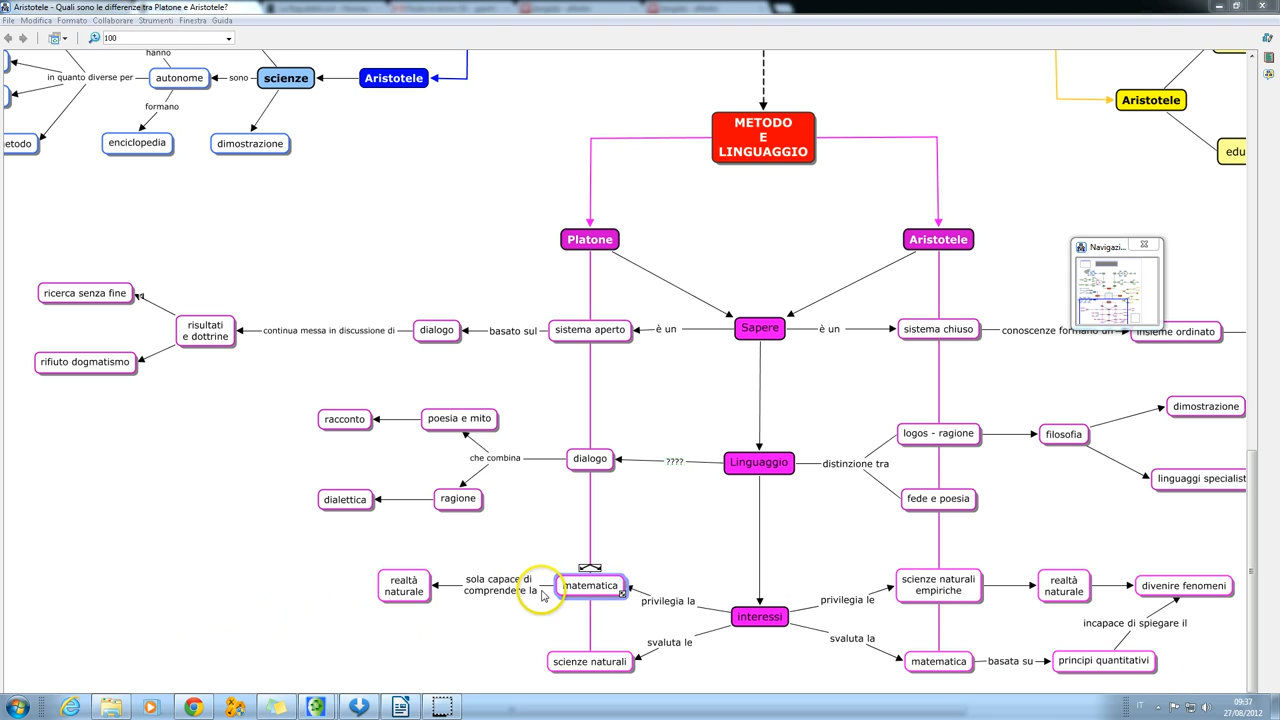 Aristotele - Quali sono le differenze tra Platone e Aristotele?
File Modifica Formato Collaborare Strumenti Finestra Guida
100
hanno
in quanto diverse per
autonome
sono
scienze
Aristotele
formano
enciclopedia
dimostrazione
METODO
E
LINGUAGGIO
Aristotele
Platone
Aristotele
Navigazi...
ricerca senza fine
risultati
e dottrine
continua messa in discussione di
dialogo
basato sul
sistema aperto
è un
Sapere
è un
sistema chiuso
conoscenze formano un
insieme ordinato
rifiuto dogmatismo
racconto
poesia e mito
che combina
dialogo
????
Linguaggio
distinzione tra
logos - ragione
filosofia
dimostrazione
dialettica
ragione
fede e poesia
linguaggi specialist
realtà
naturale
sola capace di
comprendere la
matematica
privilegia la
interessi
privilegia le
scienze naturali
empiriche
realtà
naturale
divenire fenomeni
incapace di spiegare il
svaluta le
scienze naturali
svaluta la
matematica
basata su
principi quantitativi
IT
09:37
27/08/2012